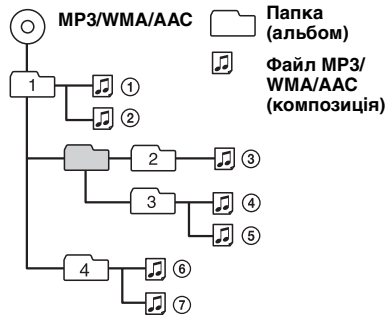 MP3/WMA/AAC
Папка
(альбом)
Файл MP3/
WMA/AAC
(композиція)
1
①
②
2
③
3
④
⑤
4
⑥
⑦